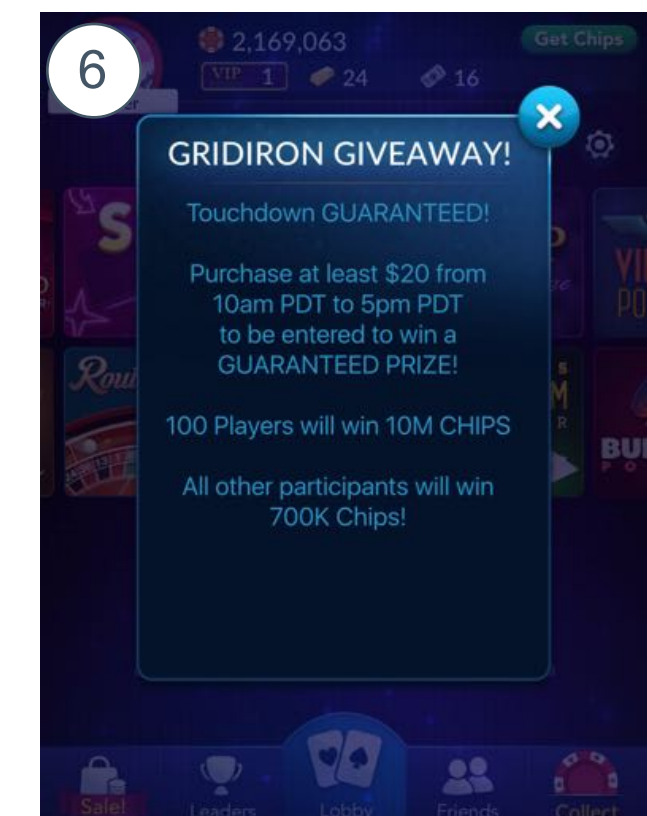 6
2,169,063
Get Chips
VIP 1
24
16
GRIDIRON GIVEAWAY!
Touchdown GUARANTEED!
Purchase at least $20 from
10am PDT to 5pm PDT
to be entered to win a
GUARANTEED PRIZE!
100 Players will win 10M CHIPS
All other participants will win
700K Chips!
Sale!
Leaders
Lobby
Friends
Collect